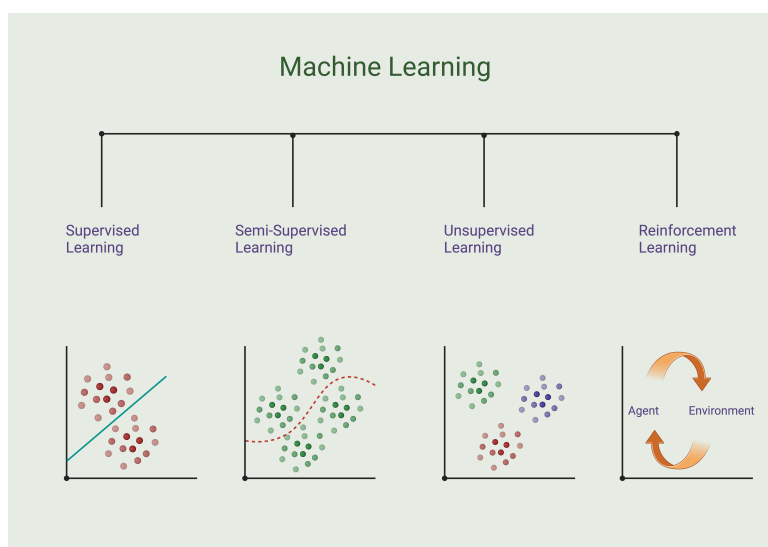 Machine Learning
Supervised
Learning
Semi-Supervised
Learning
Unsupervised
Learning
Reinforcement
Learning
Agent
Environment